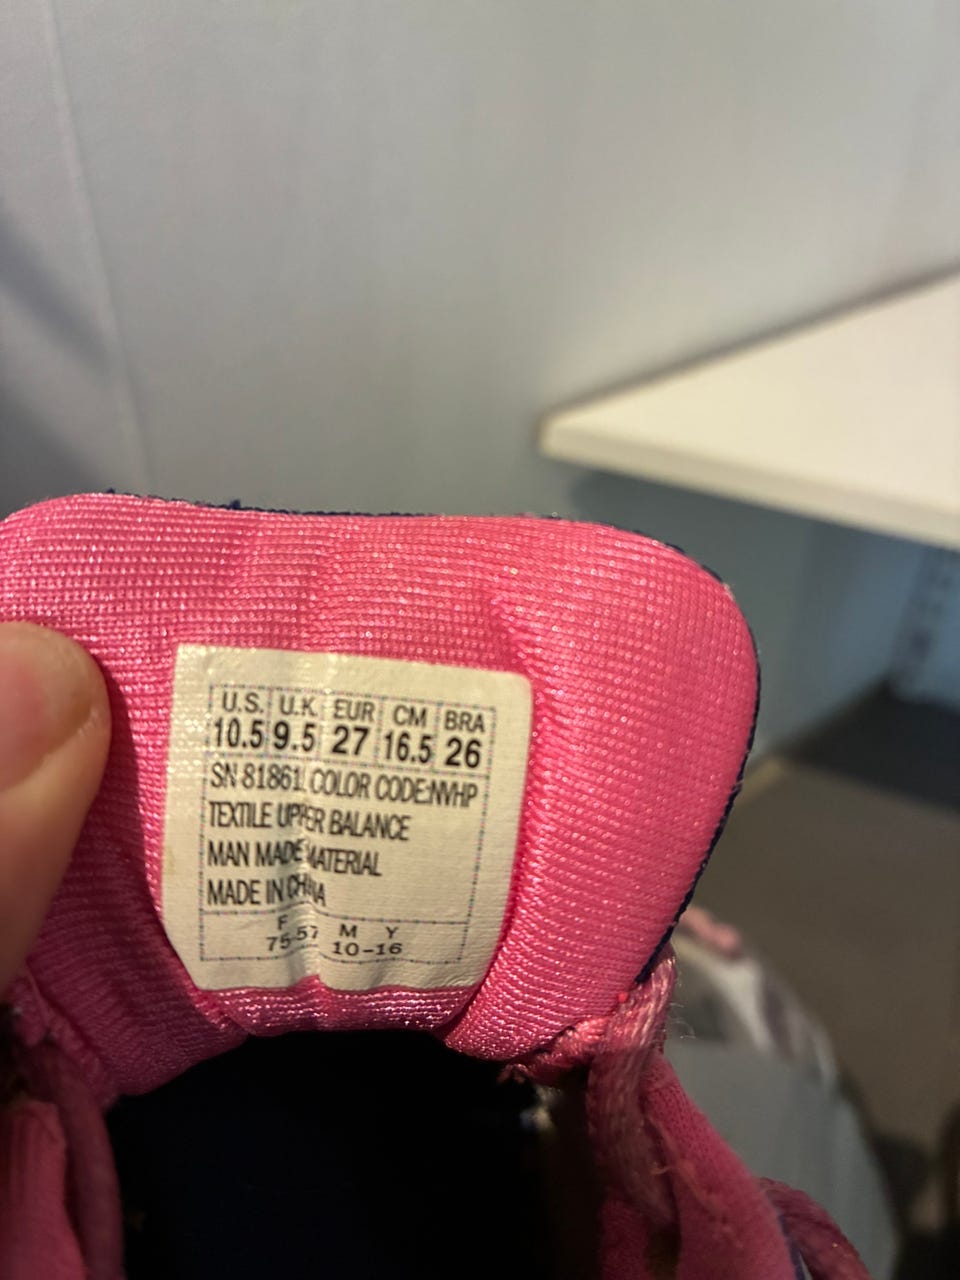 U.S. U.K EUR CM BRA
10.5 9.5 27 16.5 26
SN 81861 COLOR CODE:NVHP
TEXTILE UPPER BALANCE
MAN MADE MATERIAL
MADE IN CHINA
F M Y
75-57 10-16